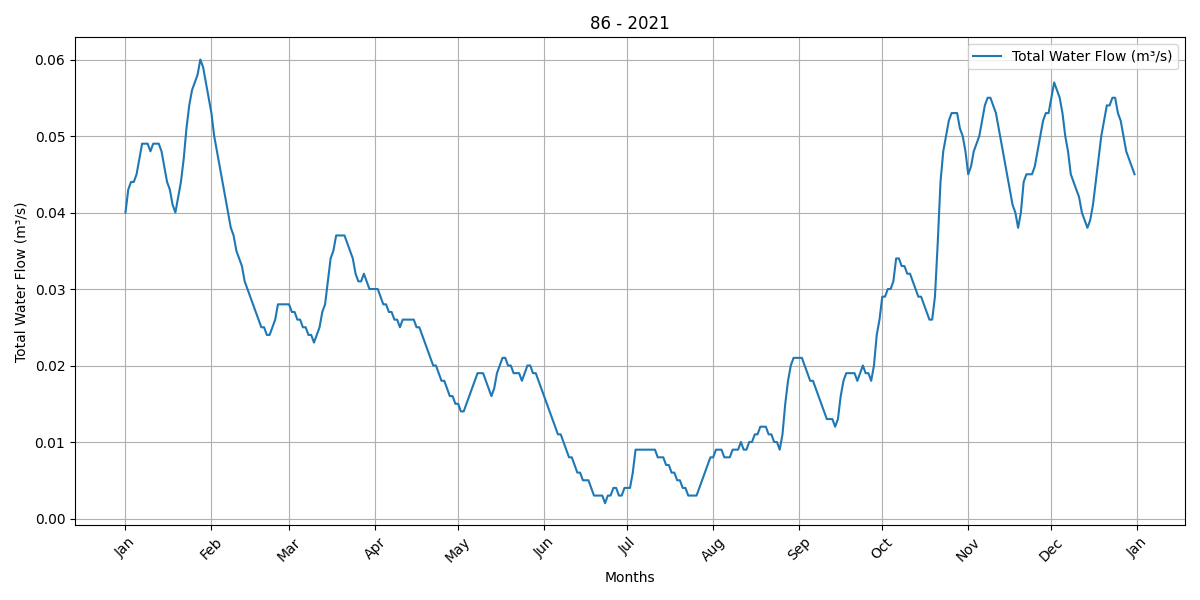 86 - 2021
Total Water Flow (m³/s)
0.06
0.05
0.04
0.03
0.02
0.01
0.00
Total Water Flow (m³/s)
Jan Feb Mar Apr May Jun Jul Aug Sep Oct Nov Dec Jan
Months